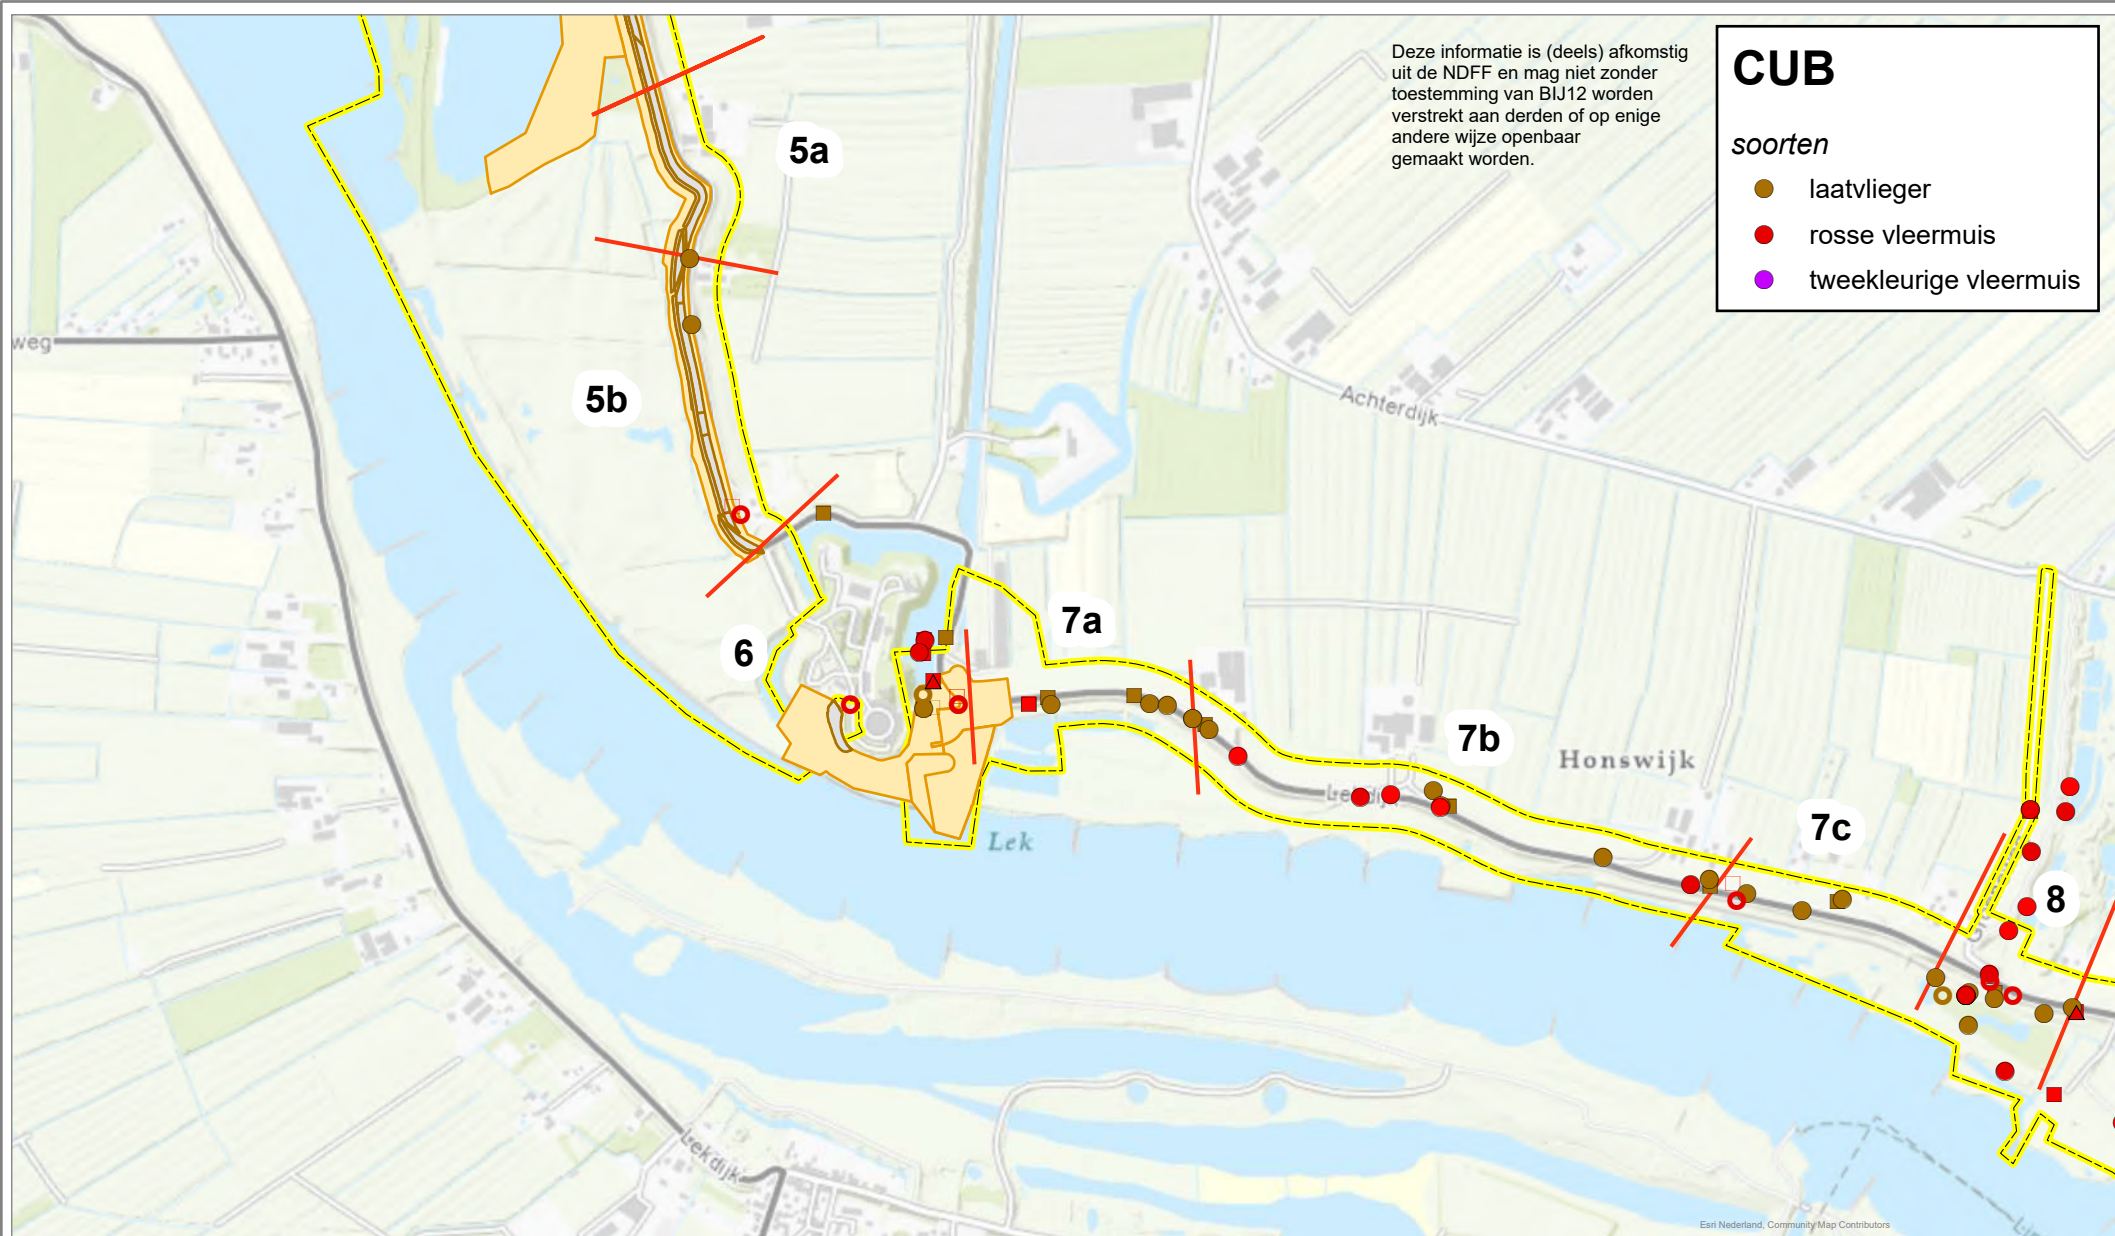 Deze informatie is (deels) afkomstig
uit de NDFF en mag niet zonder
toestemming van BIJ12 worden
verstrekt aan derden of op enige
andere wijze openbaar
gemaakt worden.
CUB
soorten
laatvlieger
rosse vleermuis
tweekleurige vleermuis
5a
5b
weg
Achterdijk
6
7a
7b
Honswijk
Lekdijk
7c
Lek
8
Lekdijk
Esri Nederland, Community Map Contributors